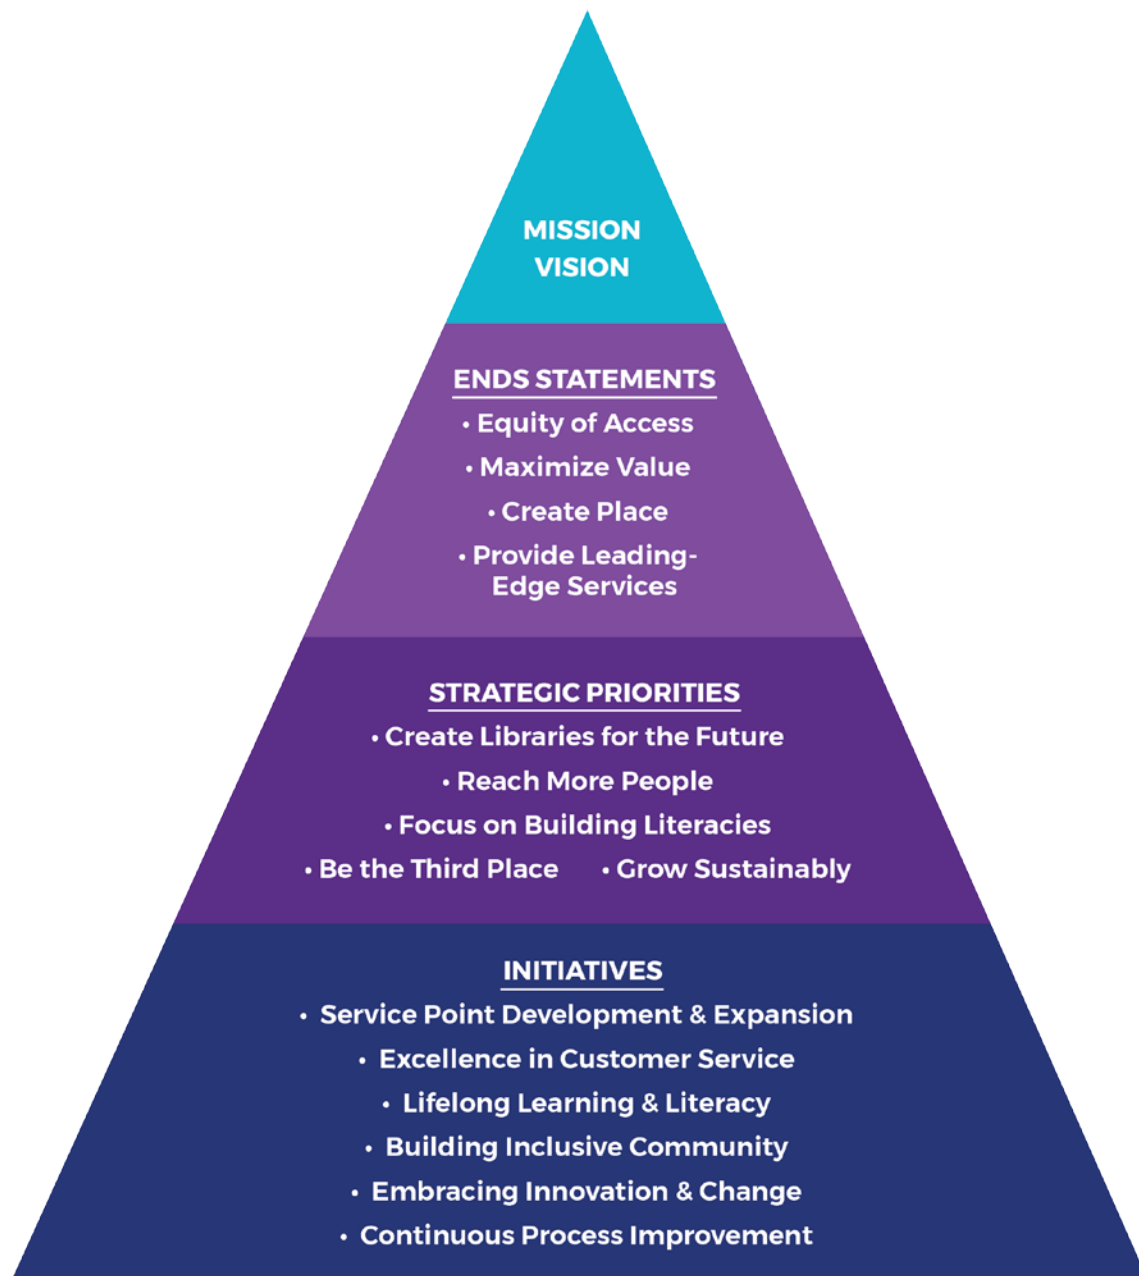 MISSION
VISION
ENDS STATEMENTS
• Equity of Access
• Maximize Value
• Create Place
• Provide Leading-
Edge Services
STRATEGIC PRIORITIES
• Create Libraries for the Future
• Reach More People
• Focus on Building Literacies
• Be the Third Place • Grow Sustainably
INITIATIVES
• Service Point Development & Expansion
• Excellence in Customer Service
• Lifelong Learning & Literacy
• Building Inclusive Community
• Embracing Innovation & Change
• Continuous Process Improvement